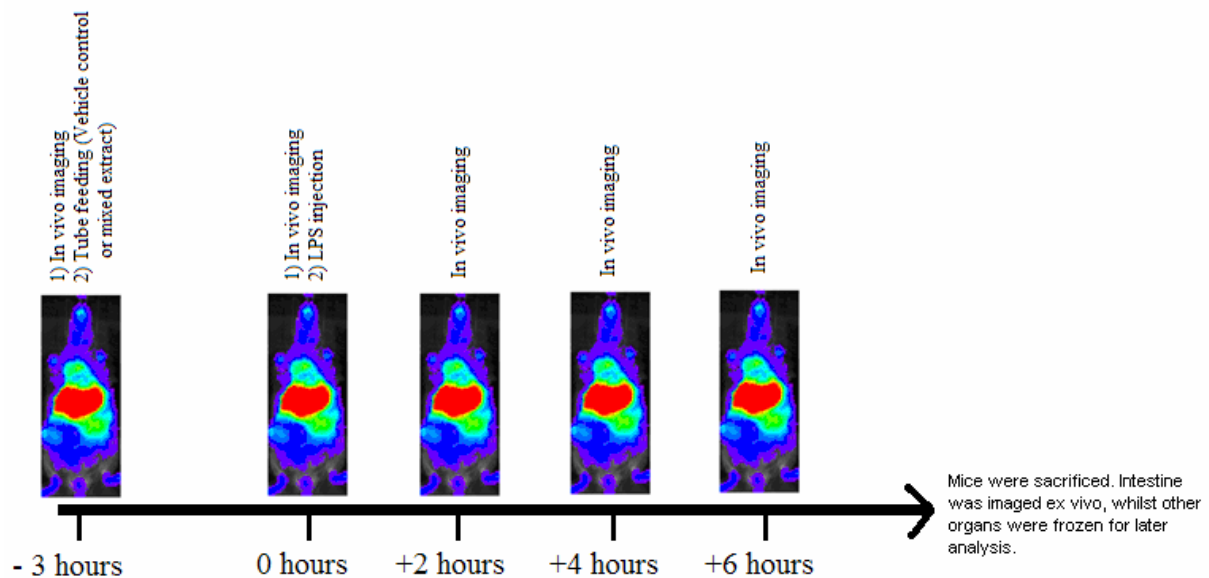 1) In vivo imaging
2) Tube feeding (Vehicle control
or mixed extract)
1) In vivo imaging
2) LPS injection
In vivo imaging
In vivo imaging
In vivo imaging
- 3 hours
0 hours
+2 hours
+4 hours
+6 hours
Mice were sacrificed. Intestine
was imaged ex vivo, whilst other
organs were frozen for later
analysis.